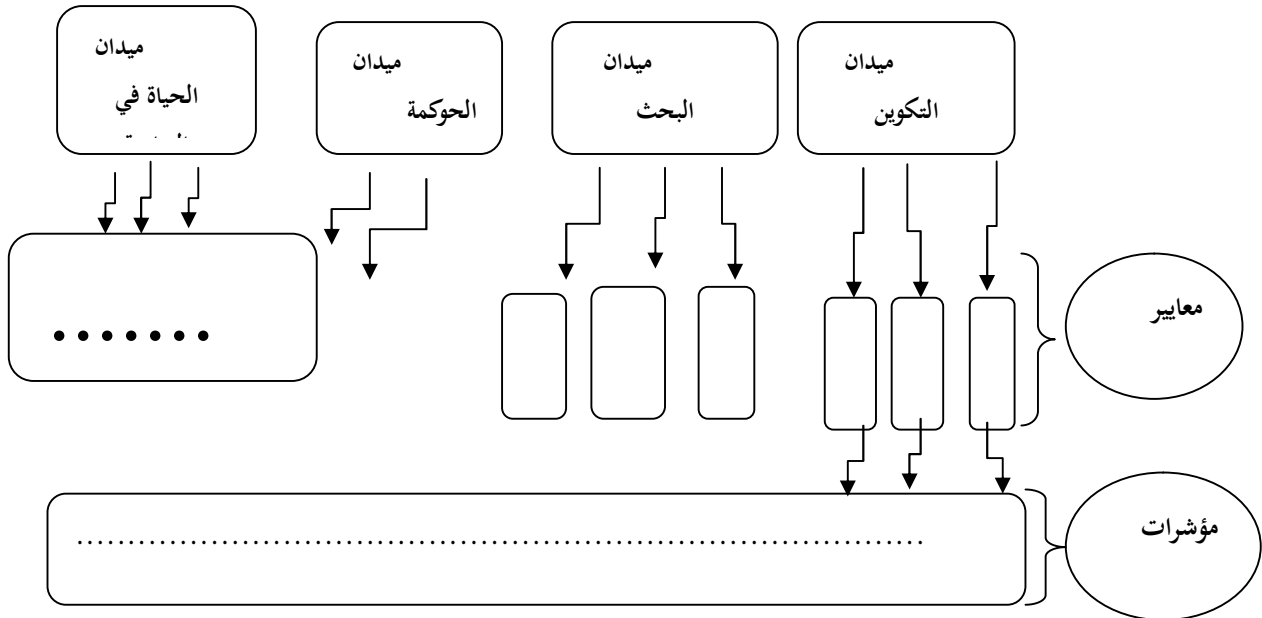 ميدان
التكوين
ميدان
البحث
ميدان
الحوكمة
ميدان
الحياة في
معايير
مؤشرات